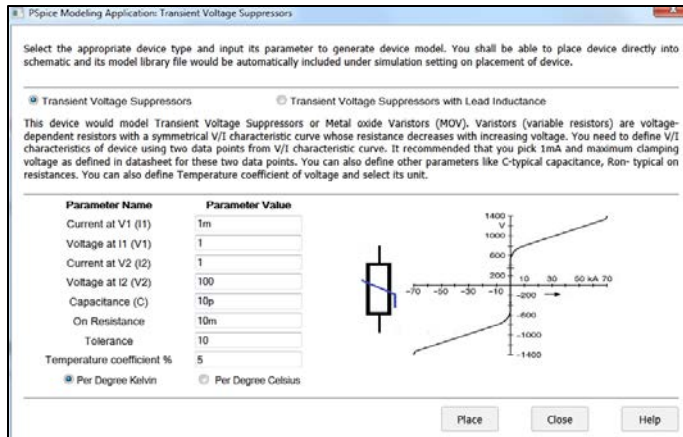 PSpice Modeling Application: Transient Voltage Suppressors
Select the appropriate device type and input its parameter to generate device model. You shall be able to place device directly into
schematic and its model library file would be automatically included under simulation setting on placement of device.
Transient Voltage Suppressors
Transient Voltage Suppressors with Lead Inductance
This device would model Transient Voltage Suppressors or Metal oxide Varistors (MOV). Varistors (variable resistors) are voltage-
dependent resistors with a symmetrical V/I characteristic curve whose resistance decreases with increasing voltage. You need to define V/I
characteristics of device using two data points from V/I characteristic curve. It recommended that you pick 1mA and maximum clamping
voltage as defined in datasheet for these two data points. You can also define other parameters like C-typical capacitance, Ron- typical on
resistances. You can also define Temperature coefficient of voltage and select its unit.
Parameter Name Parameter Value
Current at V1 (I1) 1m
Voltage at I1 (V1) 1
Current at V2 (I2) 1
Voltage at I2 (V2) 100
Capacitance (C) 10p
On Resistance 10m
Tolerance 10
Temperature coefficient % 5
Per Degree Kelvin Per Degree Celsius
1400
V
1000
600
200 10 30 50 kA 70
-70 -50 -30 -10
-200
-600
-1000
-1400
Place Close Help